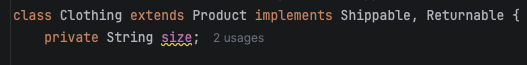 class Clothing extends Product implements Shippable, Returnable {
    private String size;  2 usages